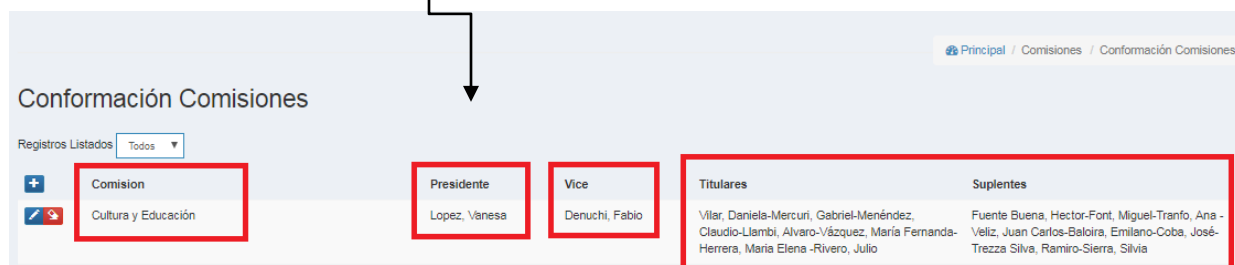 Principal / Comisiones / Conformación Comisiones
Conformación Comisiones
Registros Listados Todos
Comision Presidente Vice Titulares Suplentes
Cultura y Educación Lopez, Vanesa Denuchi, Fabio
Vilar, Daniela-Mercuri, Gabriel-Menéndez,
Claudio-Llambi, Alvaro-Vázquez, María Fernanda-
Herrera, Maria Elena -Rivero, Julio
Fuente Buena, Hector-Font, Miguel-Tranfo, Ana -
Veliz, Juan Carlos-Baloira, Emilano-Coba, José-
Trezza Silva, Ramiro-Sierra, Silvia